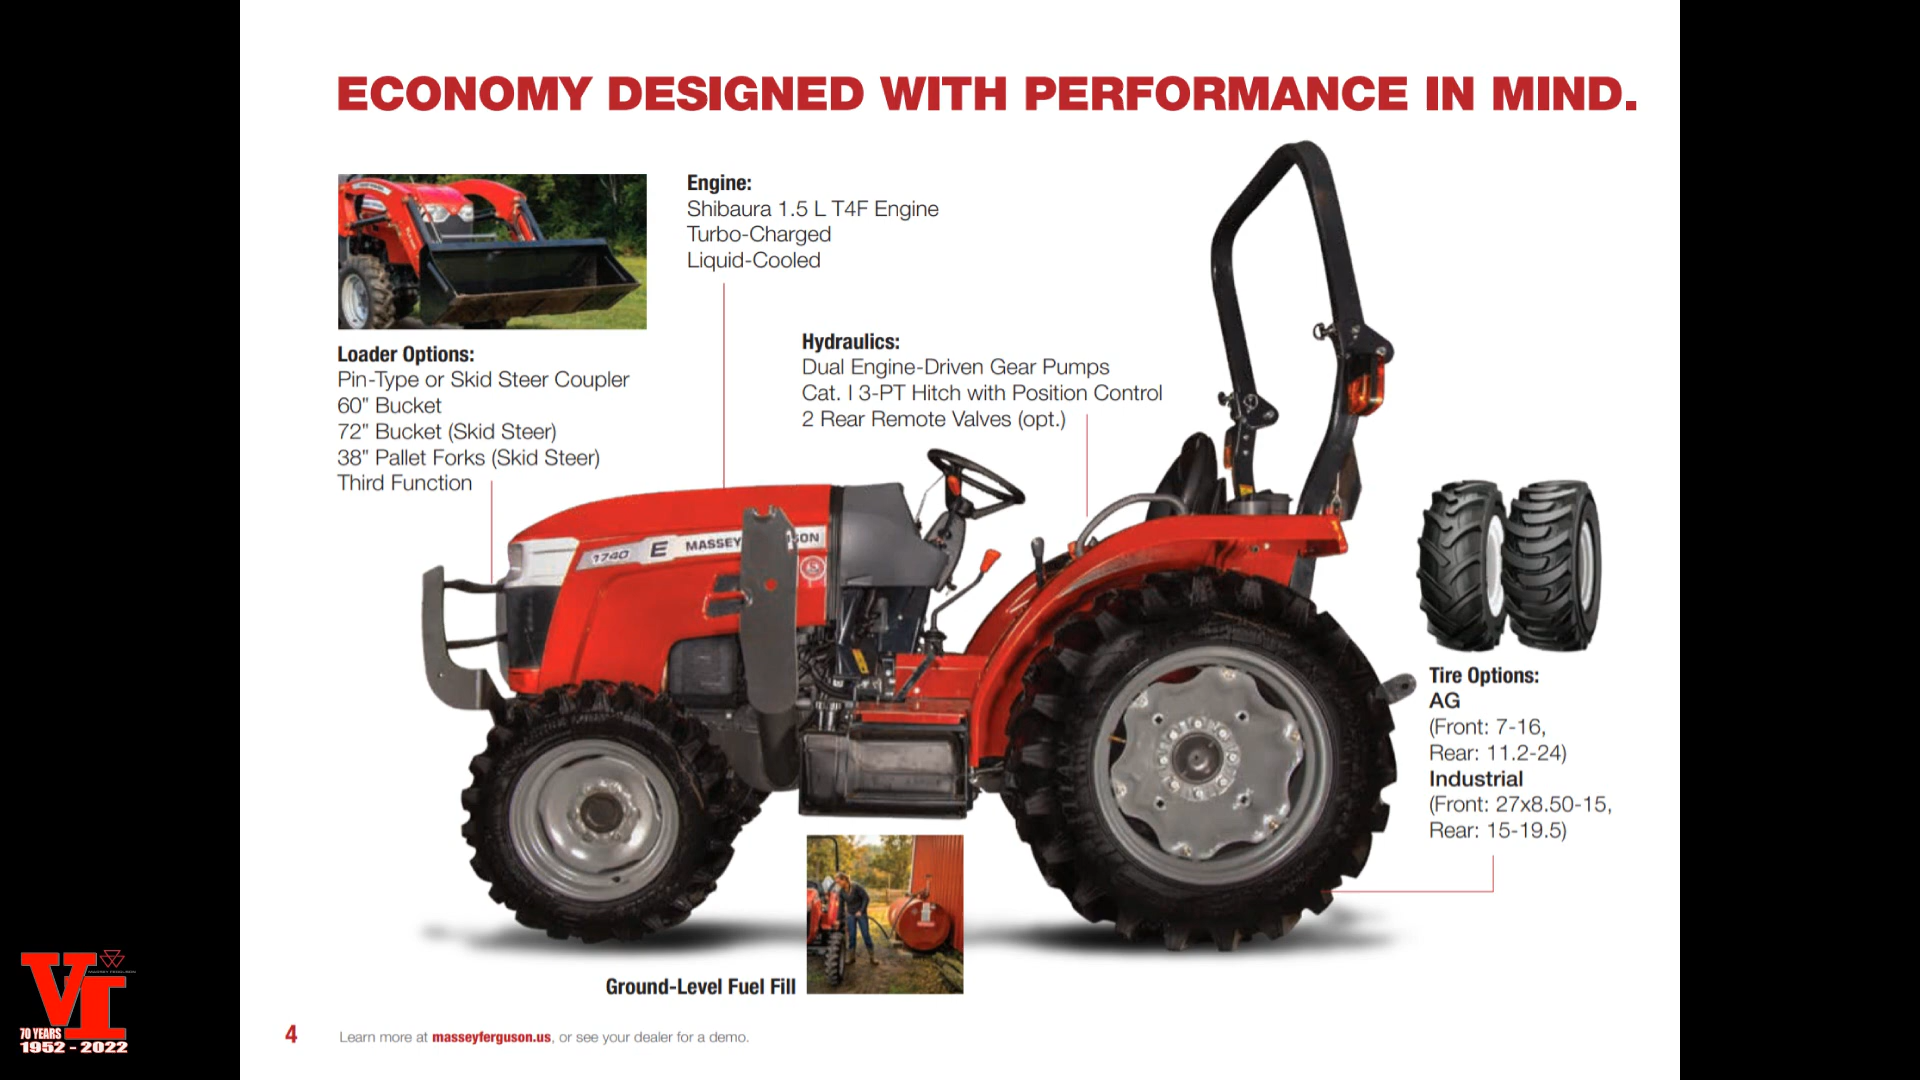 ECONOMY DESIGNED WITH PERFORMANCE IN MIND.
Engine:
Shibaura 1.5 L T4F Engine
Turbo-Charged
Liquid-Cooled
Hydraulics:
Dual Engine-Driven Gear Pumps
Cat. I 3-PT Hitch with Position Control
2 Rear Remote Valves (opt.)
Loader Options:
Pin-Type or Skid Steer Coupler
60" Bucket
72" Bucket (Skid Steer)
38" Pallet Forks (Skid Steer)
Third Function
1740 E MASSEY SON
Tire Options:
AG
(Front: 7-16,
Rear: 11.2-24)
Industrial
(Front: 27x8.50-15,
Rear: 15-19.5)
Ground-Level Fuel Fill
VI
MASSEY FERGUSON
70 YEARS
1952 - 2022
4
Learn more at masseyferguson.us, or see your dealer for a demo.